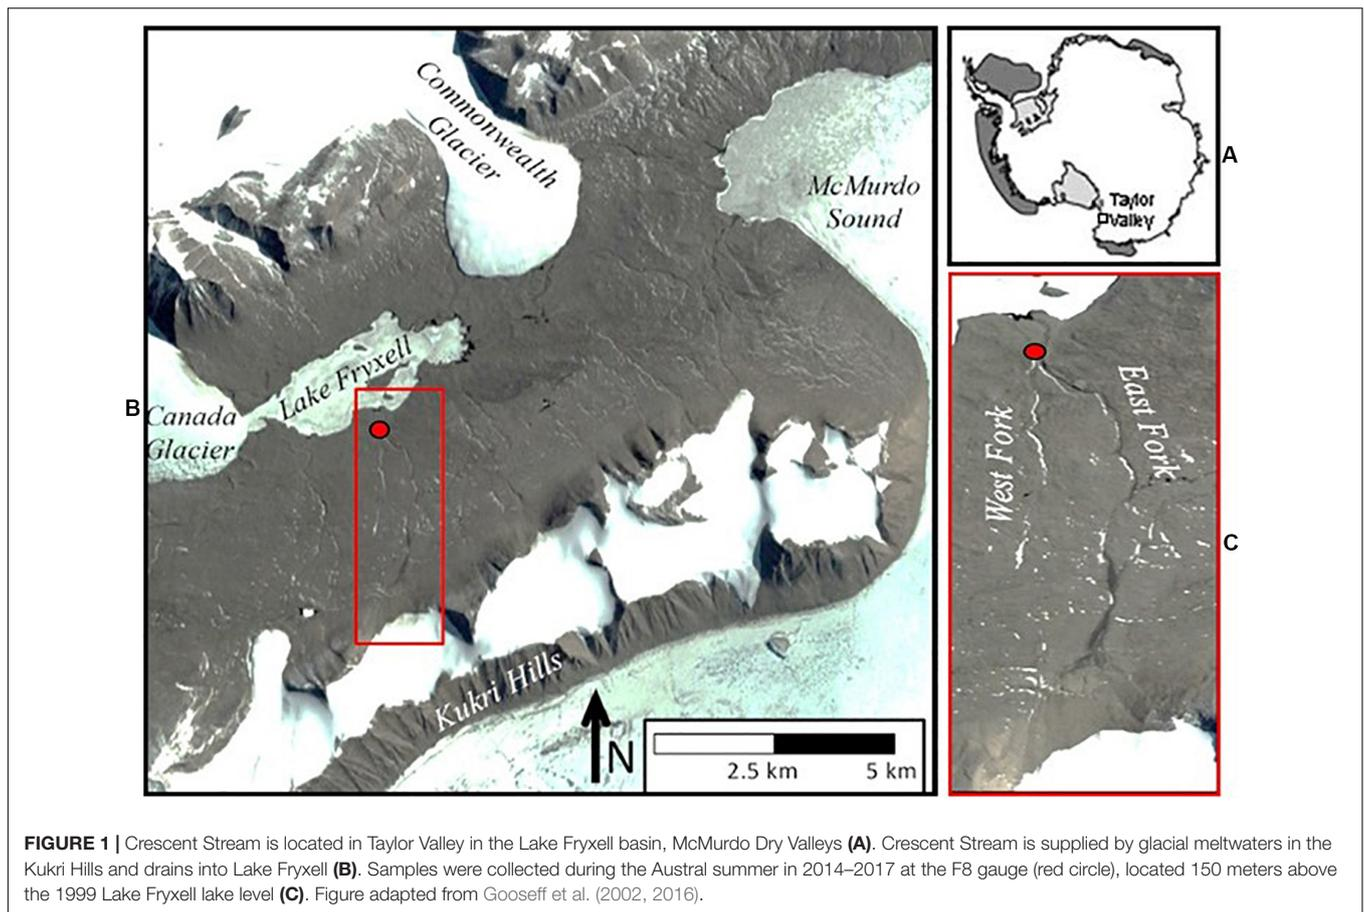 Commonwealth
Glacier
McMurdo
Sound
Lake Fryxell
Canada
Glacier
Kukri Hills
N
2.5 km 5 km
B
Taylor
Valley
A
West Fork
East Fork
C
FIGURE 1 | Crescent Stream is located in Taylor Valley in the Lake Fryxell basin, McMurdo Dry Valleys (A). Crescent Stream is supplied by glacial meltwaters in the
Kukri Hills and drains into Lake Fryxell (B). Samples were collected during the Austral summer in 2014–2017 at the F8 gauge (red circle), located 150 meters above
the 1999 Lake Fryxell lake level (C). Figure adapted from Gooseff et al. (2002, 2016).